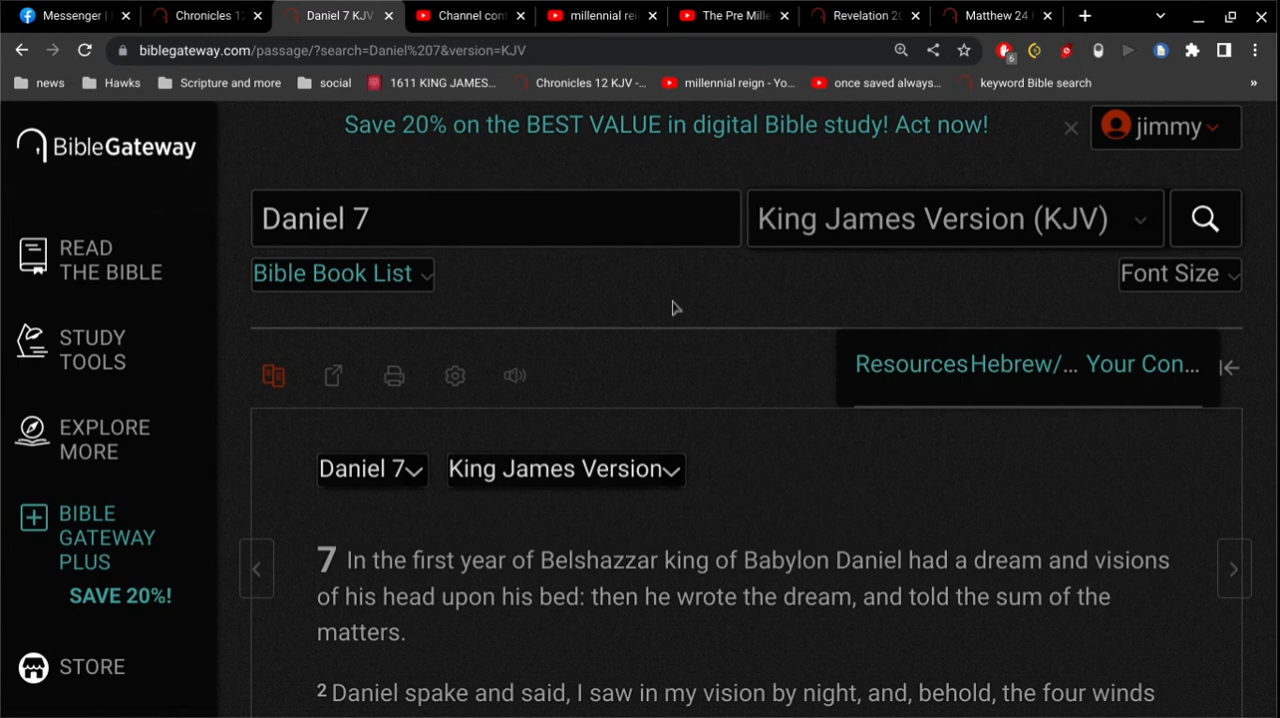 Messenger |
Chronicles 1
Daniel 7 KJV
Channel con
millennial rei
The Pre Mille
Revelation 20
Matthew 24
biblegateway.com/passage/?search=Daniel%207&version=KJV
6
news
Hawks
Scripture and more
social
1611 KING JAMES...
Chronicles 12 KJV -...
millennial reign - Yo...
once saved always...
keyword Bible search
»
BibleGateway
Save 20% on the BEST VALUE in digital Bible study! Act now!
jimmy
Daniel 7
King James Version (KJV)
Bible Book List
Font Size
READ
THE BIBLE
STUDY
TOOLS
EXPLORE
MORE
BIBLE
GATEWAY
PLUS
SAVE 20%!
STORE
Resources Hebrew/... Your Con...
Daniel 7
King James Version
7 In the first year of Belshazzar king of Babylon Daniel had a dream and visions
of his head upon his bed: then he wrote the dream, and told the sum of the
matters.
2 Daniel spake and said, I saw in my vision by night, and, behold, the four winds